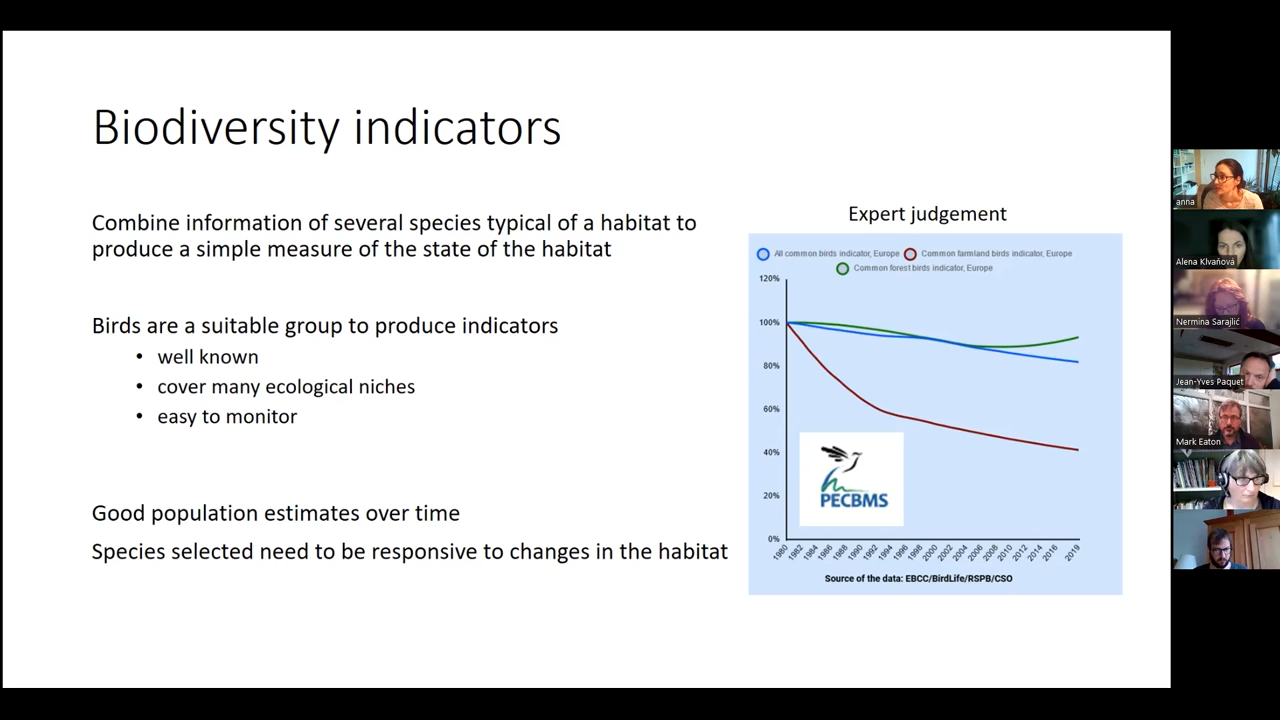 Biodiversity indicators
Combine information of several species typical of a habitat to
produce a simple measure of the state of the habitat
Birds are a suitable group to produce indicators
• well known
• cover many ecological niches
• easy to monitor
Good population estimates over time
Species selected need to be responsive to changes in the habitat
Expert judgement
All common birds indicator, Europe Common farmland birds indicator, Europe
Common forest birds indicator, Europe
120%
100%
80%
60%
40%
20%
0%
PECBMS
1980 1982 1984 1986 1988 1990 1992 1994 1996 1998 2000 2002 2004 2006 2008 2010 2012 2014 2016 2019
Source of the data: EBCC/BirdLife/RSPB/CSO
anna
Alena Klvaňová
Nermina Sarajlić
Jean-Yves Paquet
Mark Eaton